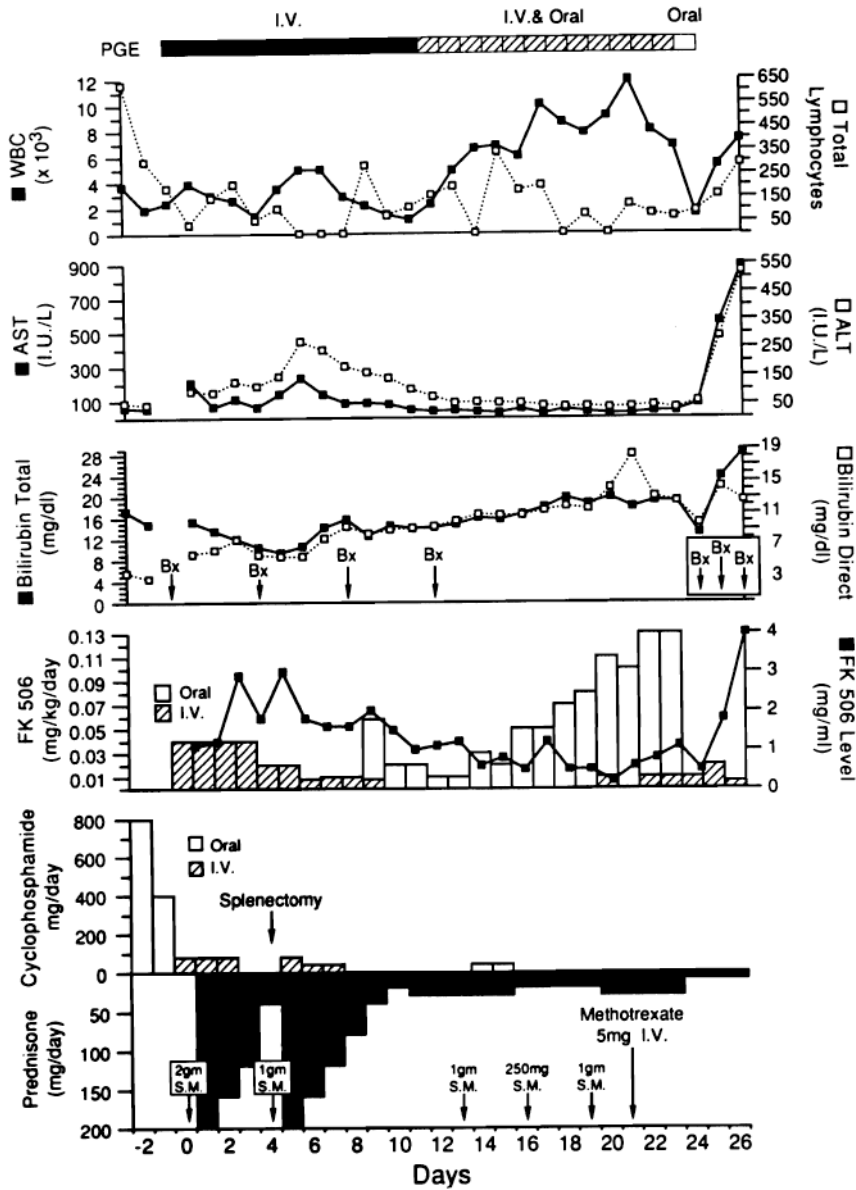 I.V.
I.V.& Oral
Oral
PGE
12
10
8
6
4
2
0
■ WBC
(x 10³)
650
550
450
350
250
150
50
□ Total
Lymphocytes
900
700
500
300
100
■ AST
(I.U./L)
550
450
350
250
150
50
□ ALT
(I.U./L)
28
24
20
16
12
8
4
0
■ Bilirubin Total
(mg/dl)
19
15
11
7
3
□ Bilirubin Direct
(mg/dl)
Bx
Bx
Bx
Bx
Bx
Bx
Bx
0.13
0.11
0.09
0.07
0.05
0.03
0.01
FK 506
mg/kg/day
□ Oral
▨ I.V.
4
3
2
1
0
■ FK 506 Level
(mg/ml)
800
600
400
200
0
Cyclophosphamide
mg/day
□ Oral
▨ I.V.
Splenectomy
50
100
150
200
Prednisone
(mg/day)
2gm
S.M.
1gm
S.M.
1gm
S.M.
250mg
S.M.
1gm
S.M.
Methotrexate
5mg I.V.
-2 0 2 4 6 8 10 12 14 16 18 20 22 24 26
Days